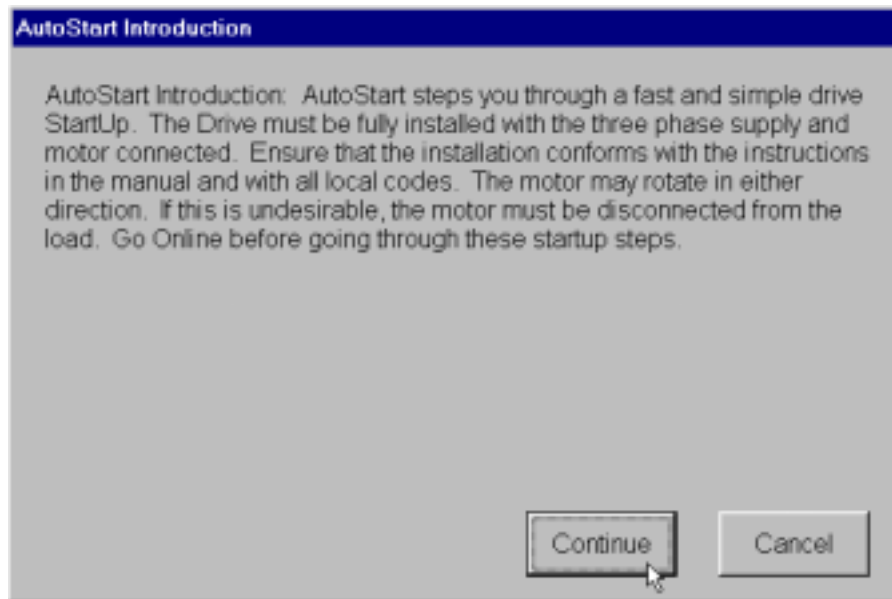 AutoStart Introduction
AutoStart Introduction:  AutoStart steps you through a fast and simple drive
StartUp.  The Drive must be fully installed with the three phase supply and
motor connected.  Ensure that the installation conforms with the instructions
in the manual and with all local codes.  The motor may rotate in either
direction.  If this is undesirable, the motor must be disconnected from the
load.  Go Online before going through these startup steps.
Continue
Cancel